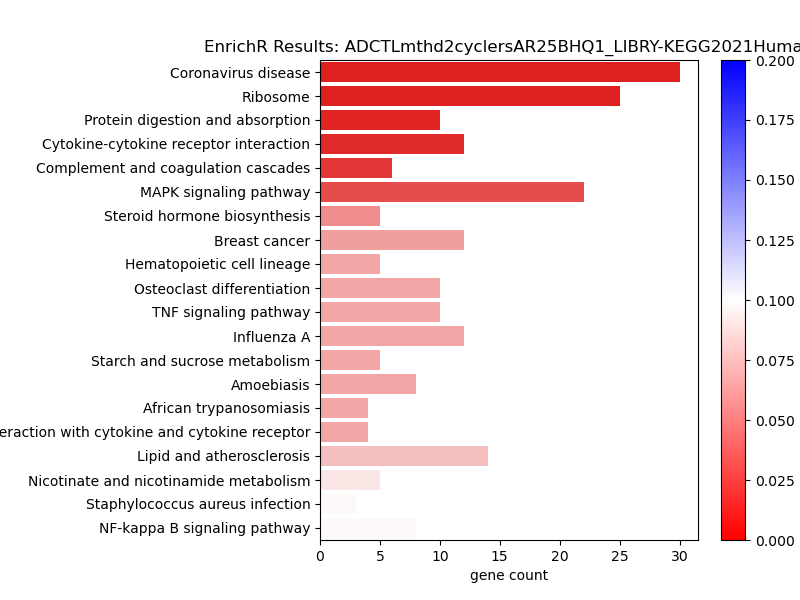 EnrichR Results: ADCTLmthd2cyclersAR25BHQ1_LIBRY-KEGG2021Huma
Coronavirus disease
Ribosome
Protein digestion and absorption
Cytokine-cytokine receptor interaction
Complement and coagulation cascades
MAPK signaling pathway
Steroid hormone biosynthesis
Breast cancer
Hematopoietic cell lineage
Osteoclast differentiation
TNF signaling pathway
Influenza A
Starch and sucrose metabolism
Amoebiasis
African trypanosomiasis
eraction with cytokine and cytokine receptor
Lipid and atherosclerosis
Nicotinate and nicotinamide metabolism
Staphylococcus aureus infection
NF-kappa B signaling pathway
0 5 10 15 20 25 30
gene count
0.200
0.175
0.150
0.125
0.100
0.075
0.050
0.025
0.000